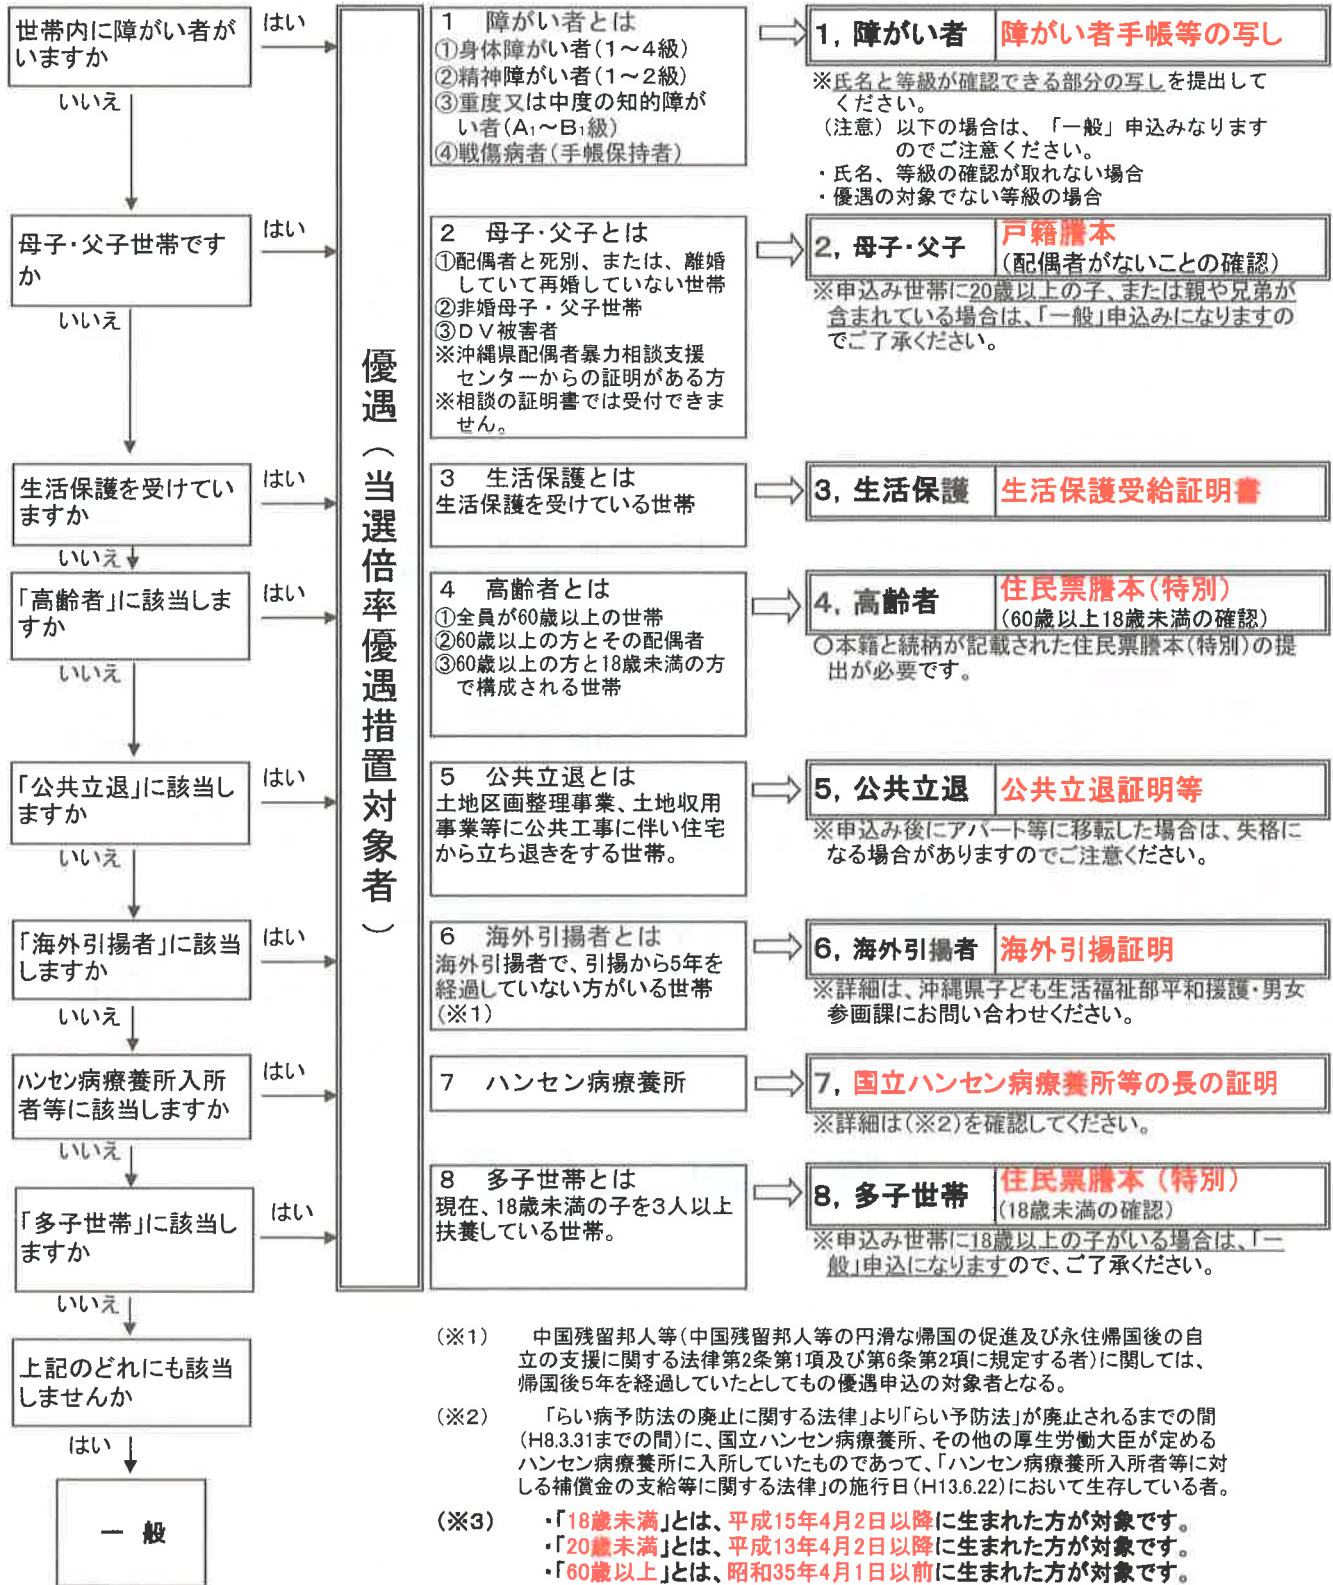 世帯内に障がい者が
いますか
はい
いいえ
母子・父子世帯です
か
はい
いいえ
生活保護を受けてい
ますか
はい
いいえ
「高齢者」に該当しま
すか
はい
いいえ
「公共立退」に該当し
ますか
はい
いいえ
「海外引揚者」に該当
しますか
はい
いいえ
ハンセン病療養所入所
者等に該当しますか
はい
いいえ
「多子世帯」に該当し
ますか
はい
いいえ
上記のどれにも該当
しませんか
はい
一 般
優遇（当選倍率優遇措置対象者）
1 障がい者とは
①身体障がい者(1～4級)
②精神障がい者(1～2級)
③重度又は中度の知的障が
い者(A1～B1級)
④戦傷病者(手帳保持者)
2 母子・父子とは
①配偶者と死別、または、離婚
していて再婚していない世帯
②非婚母子・父子世帯
③DV被害者
※沖縄県配偶者暴力相談支援
センターからの証明がある方
※相談の証明書では受付できま
せん。
3 生活保護とは
生活保護を受けている世帯
4 高齢者とは
①全員が60歳以上の世帯
②60歳以上の方とその配偶者
③60歳以上の方と18歳未満の方
で構成される世帯
5 公共立退とは
土地区画整理事業、土地収用
事業等に公共工事に伴い住宅
から立ち退きをする世帯。
6 海外引揚者とは
海外引揚者で、引揚から5年を
経過していない方がいる世帯
(※1)
7 ハンセン病療養所
8 多子世帯とは
現在、18歳未満の子を3人以上
扶養している世帯。
1, 障がい者 障がい者手帳等の写し
※氏名と等級が確認できる部分の写しを提出して
ください。
(注意) 以下の場合は、「一般」申込みなります
のでご注意ください。
・氏名、等級の確認が取れない場合
・優遇の対象でない等級の場合
2, 母子・父子 戸籍謄本
(配偶者がないことの確認)
※申込み世帯に20歳以上の子、または親や兄弟が
含まれている場合は、「一般」申込みになりますの
でご了承ください。
3, 生活保護 生活保護受給証明書
4, 高齢者 住民票謄本(特別)
(60歳以上18歳未満の確認)
〇本籍と続柄が記載された住民票謄本(特別)の提
出が必要です。
5, 公共立退 公共立退証明等
※申込み後にアパート等に移転した場合は、失格に
なる場合がありますのでご注意ください。
6, 海外引揚者 海外引揚証明
※詳細は、沖縄県子ども生活福祉部平和援護・男女
参画課にお問い合わせください。
7, 国立ハンセン病療養所等の長の証明
※詳細は(※2)を確認してください。
8, 多子世帯 住民票謄本(特別)
(18歳未満の確認)
※申込み世帯に18歳以上の子がいる場合は、「一
般」申込になりますので、ご了承ください。
(※1) 中国残留邦人等(中国残留邦人等の円滑な帰国の促進及び永住帰国後の自
立の支援に関する法律第2条第1項及び第6条第2項に規定する者)に関しては、
帰国後5年を経過していたとしてもの優遇申込の対象者となる。
(※2) 「らい病予防法の廃止に関する法律」より「らい予防法」が廃止されるまでの間
(H8.3.31までの間)に、国立ハンセン病療養所、その他の厚生労働大臣が定める
ハンセン病療養所に入所していたものであって、「ハンセン病療養所入所者等に対
しる補償金の支給等に関する法律」の施行日(H13.6.22)において生存している者。
(※3) ・「18歳未満」とは、平成15年4月2日以降に生まれた方が対象です。
・「20歳未満」とは、平成13年4月2日以降に生まれた方が対象です。
・「60歳以上」とは、昭和35年4月1日以前に生まれた方が対象です。